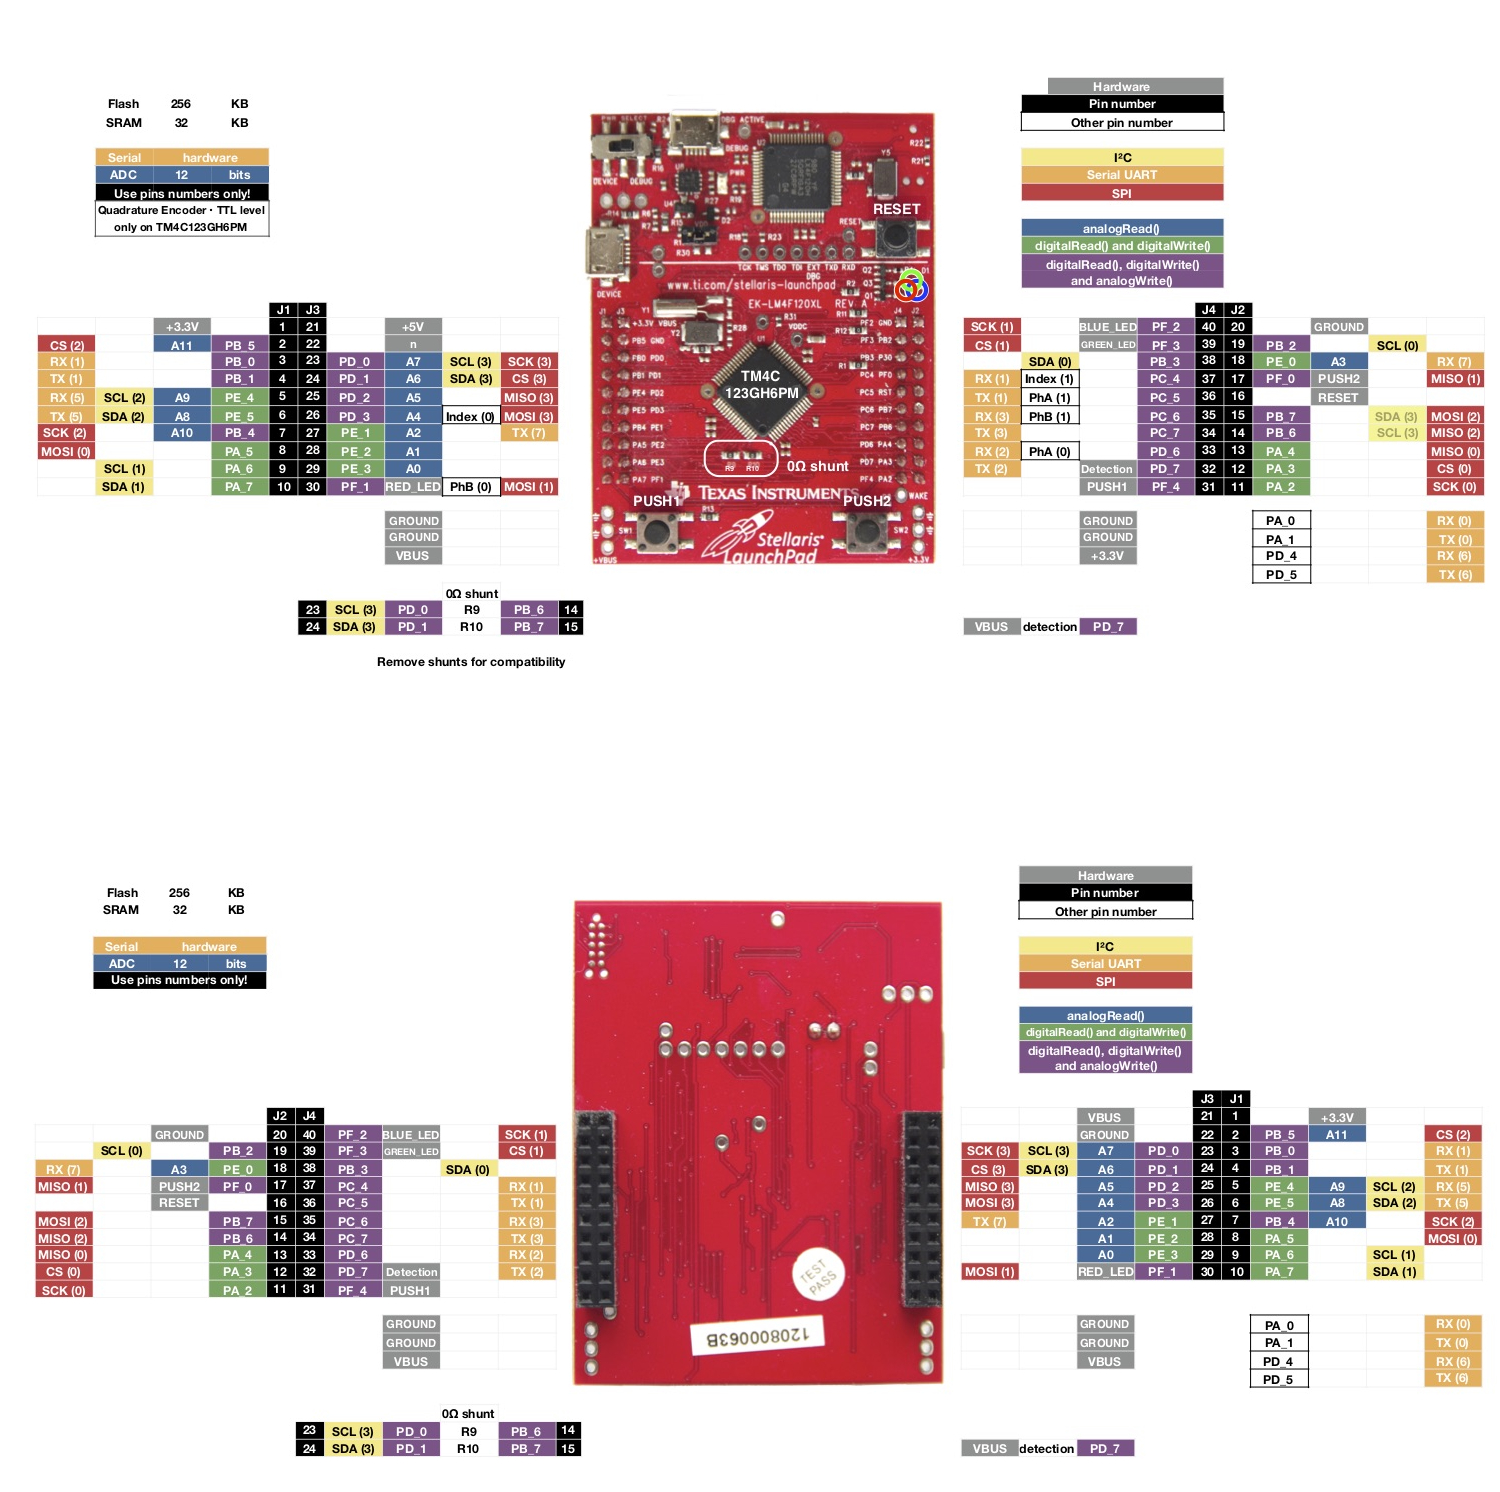 Flash 256 KB
SRAM 32 KB
Serial hardware
ADC 12 bits
Use pins numbers only!
Quadrature Encoder · TTL level
only on TM4C123GH6PM
Hardware
Pin number
Other pin number
I²C
Serial UART
SPI
analogRead()
digitalRead() and digitalWrite()
digitalRead(), digitalWrite()
and analogWrite()
J1 J3
+3.3V 1 21 +5V
CS (2) A11 PB_5 2 22 n
RX (1) PB_0 3 23 PD_0 A7 SCL (3) SCK (3)
TX (1) PB_1 4 24 PD_1 A6 SDA (3) CS (3)
RX (5) SCL (2) A9 PE_4 5 25 PD_2 A5 MISO (3)
TX (5) SDA (2) A8 PE_5 6 26 PD_3 A4 Index (0) MOSI (3)
SCK (2) A10 PB_4 7 27 PE_1 A2 TX (7)
MOSI (0) PA_5 8 28 PE_2 A1
SCL (1) PA_6 9 29 PE_3 A0
SDA (1) PA_7 10 30 PF_1 RED_LED PhB (0) MOSI (1)
GROUND
GROUND
VBUS
0Ω shunt
23 SCL (3) PD_0 R9 PB_6 14
24 SDA (3) PD_1 R10 PB_7 15
Remove shunts for compatibility
PWR SELECT
DBG ACTIVE
DEBUG
DEVICE DEBUG
PWR
RESET
RESET
TCK TMS TDO TDI EXT TXD RXD
DBG
www.ti.com/stellaris-launchpad
EK-LM4F120XL REV A
DEVICE
TM4C
123GH6PM
0Ω shunt
TEXAS INSTRUMENTS
WAKE
PUSH1
PUSH2
SW1
SW2
Stellaris®
LaunchPad
+VBUS
+3.3V
J4 J2
SCK (1) BLUE_LED PF_2 40 20 GROUND
CS (1) GREEN_LED PF_3 39 19 PB_2 SCL (0)
SDA (0) PB_3 38 18 PE_0 A3 RX (7)
RX (1) Index (1) PC_4 37 17 PF_0 PUSH2 MISO (1)
TX (1) PhA (1) PC_5 36 16 RESET
RX (3) PhB (1) PC_6 35 15 PB_7 SDA (3) MOSI (2)
TX (3) PC_7 34 14 PB_6 SCL (3) MISO (2)
RX (2) PhA (0) PD_6 33 13 PA_4 MISO (0)
TX (2) Detection PD_7 32 12 PA_3 CS (0)
PUSH1 PF_4 31 11 PA_2 SCK (0)
GROUND PA_0 RX (0)
GROUND PA_1 TX (0)
+3.3V PD_4 RX (6)
PD_5 TX (6)
VBUS detection PD_7
Flash 256 KB
SRAM 32 KB
Serial hardware
ADC 12 bits
Use pins numbers only!
Hardware
Pin number
Other pin number
I²C
Serial UART
SPI
analogRead()
digitalRead() and digitalWrite()
digitalRead(), digitalWrite()
and analogWrite()
J2 J4
GROUND 20 40 PF_2 BLUE_LED SCK (1)
SCL (0) PB_2 19 39 PF_3 GREEN_LED CS (1)
RX (7) A3 PE_0 18 38 PB_3 SDA (0)
MISO (1) PUSH2 PF_0 17 37 PC_4 RX (1)
RESET 16 36 PC_5 TX (1)
MOSI (2) PB_7 15 35 PC_6 RX (3)
MISO (2) PB_6 14 34 PC_7 TX (3)
MISO (0) PA_4 13 33 PD_6 RX (2)
CS (0) PA_3 12 32 PD_7 Detection TX (2)
SCK (0) PA_2 11 31 PF_4 PUSH1
GROUND
GROUND
VBUS
0Ω shunt
23 SCL (3) PD_0 R9 PB_6 14
24 SDA (3) PD_1 R10 PB_7 15
TEST
PASS
120800063B
J3 J1
VBUS 21 1 +3.3V
GROUND 22 2 PB_5 A11 CS (2)
SCK (3) SCL (3) A7 PD_0 23 3 PB_0 RX (1)
CS (3) SDA (3) A6 PD_1 24 4 PB_1 TX (1)
MISO (3) A5 PD_2 25 5 PE_4 A9 SCL (2) RX (5)
MOSI (3) A4 PD_3 26 6 PE_5 A8 SDA (2) TX (5)
TX (7) A2 PE_1 27 7 PB_4 A10 SCK (2)
A1 PE_2 28 8 PA_5 MOSI (0)
A0 PE_3 29 9 PA_6 SCL (1)
MOSI (1) RED_LED PF_1 30 10 PA_7 SDA (1)
GROUND PA_0 RX (0)
GROUND PA_1 TX (0)
VBUS PD_4 RX (6)
PD_5 TX (6)
VBUS detection PD_7